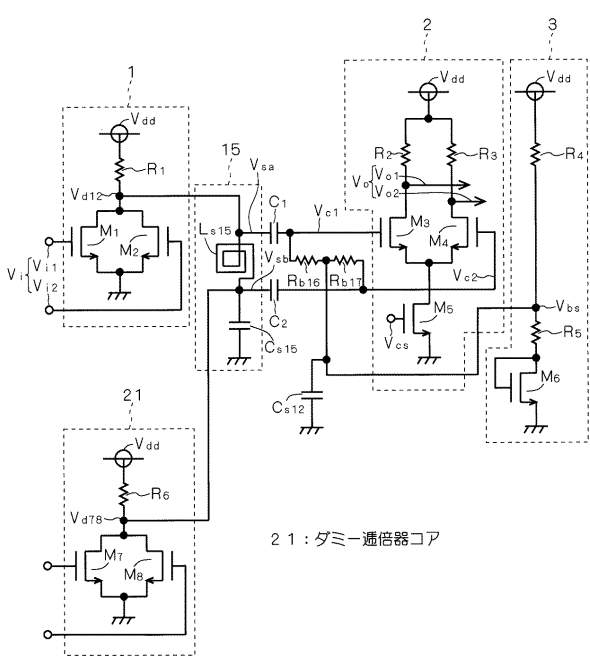 2
3
1
Vdd
Vdd
Vdd
15
R1
Vsa
R2
R3
R4
Vo
Vo1
Vo2
Vd12
C1
Vc1
M1
M2
Ls15
M3
M4
Vi
Vi1
Vi2
Vsb
Rb16
Rb17
Vc2
C2
M5
Vbs
R5
Cs15
Vcs
M6
Cs12
21
Vdd
R6
Vd78
M7
M8
21:ダミー逓倍器コア